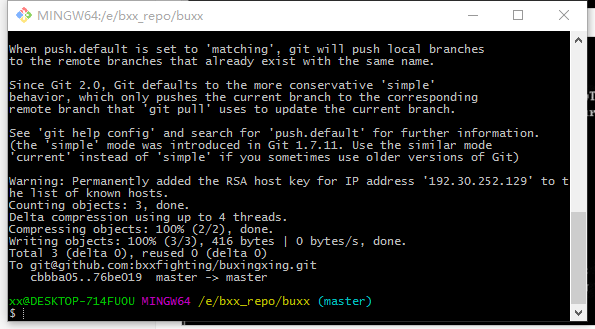 MINGW64:/e/bxx_repo/buxx
When push.default is set to 'matching', git will push local branches
to the remote branches that already exist with the same name.
Since Git 2.0, Git defaults to the more conservative 'simple'
behavior, which only pushes the current branch to the corresponding
remote branch that 'git pull' uses to update the current branch.
See 'git help config' and search for 'push.default' for further information.
(the 'simple' mode was introduced in Git 1.7.11. Use the similar mode
'current' instead of 'simple' if you sometimes use older versions of Git)
Warning: Permanently added the RSA host key for IP address '192.30.252.129' to t
he list of known hosts.
Counting objects: 3, done.
Delta compression using up to 4 threads.
Compressing objects: 100% (2/2), done.
Writing objects: 100% (3/3), 416 bytes | 0 bytes/s, done.
Total 3 (delta 0), reused 0 (delta 0)
To git@github.com:bxxfighting/buxingxing.git
cbbba05..76be019  master -> master
xx@DESKTOP-714FUOU MINGW64 /e/bxx_repo/buxx (master)
$